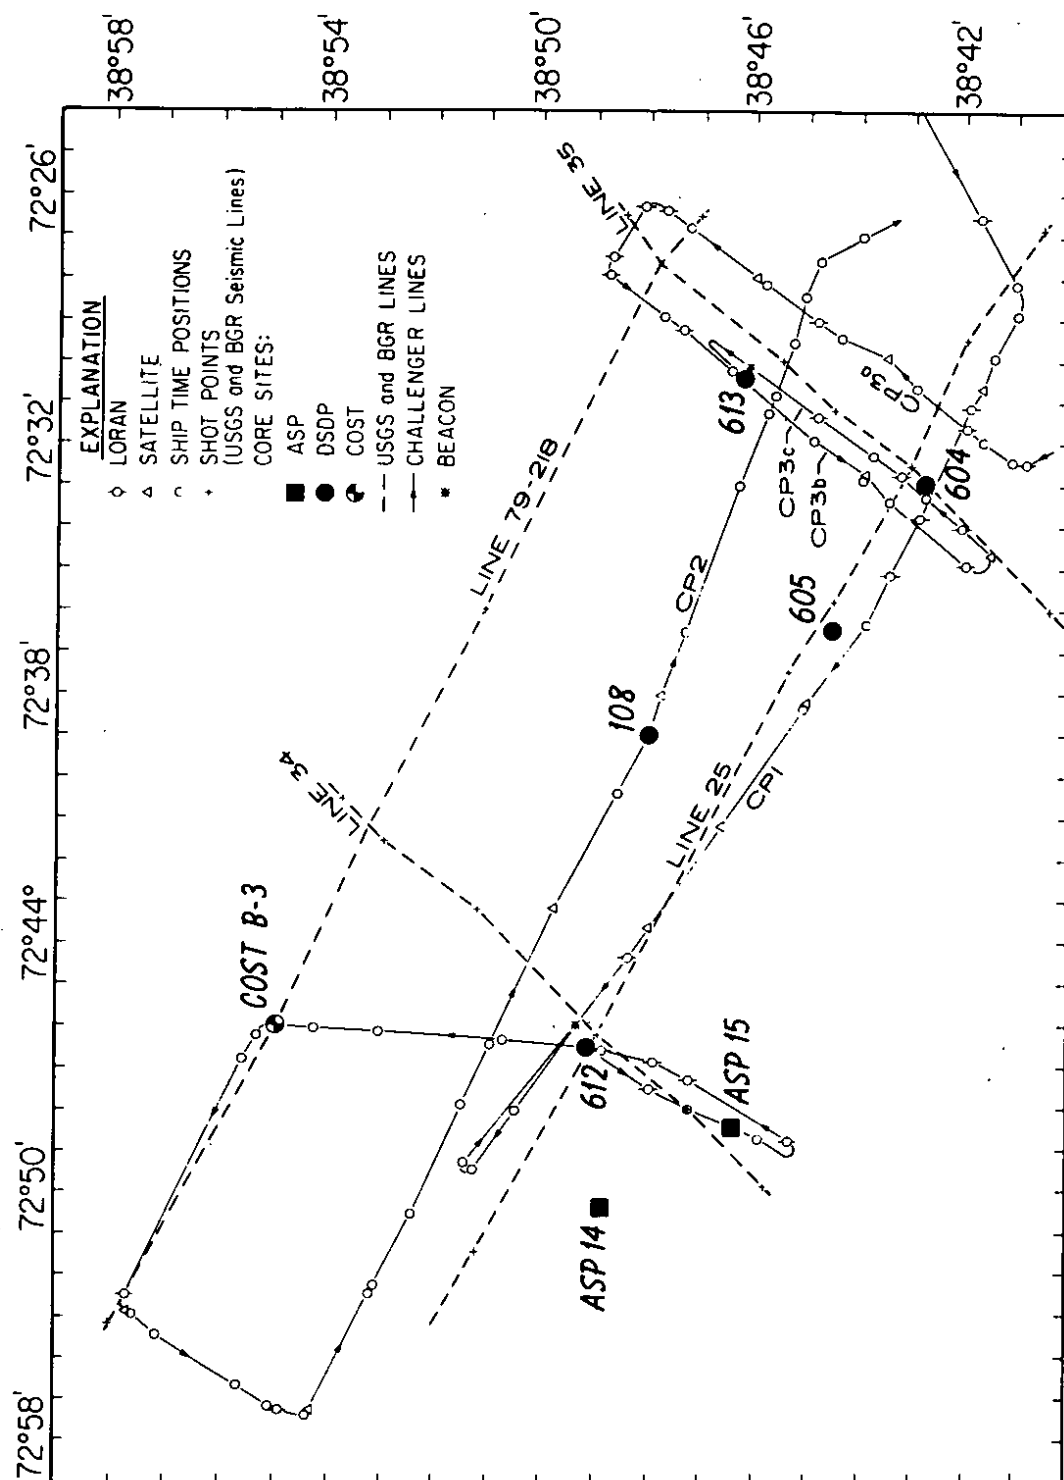 38°58'
38°54'
38°50'
38°46'
38°42'
72°26'
72°32'
72°38'
72°44°
72°50'
72°58'
EXPLANATION
LORAN
SATELLITE
SHIP TIME POSITIONS
SHOT POINTS
(USGS and BGR Seismic Lines)
CORE SITES:
ASP
DSDP
COST
USGS and BGR LINES
CHALLENGER LINES
BEACON
LINE 35
LINE 79-218
LINE 34
LINE 25
CP2
CP1
CP3a
CP3c
CP3b
613
604
605
108
612
COST B-3
ASP 15
ASP 14